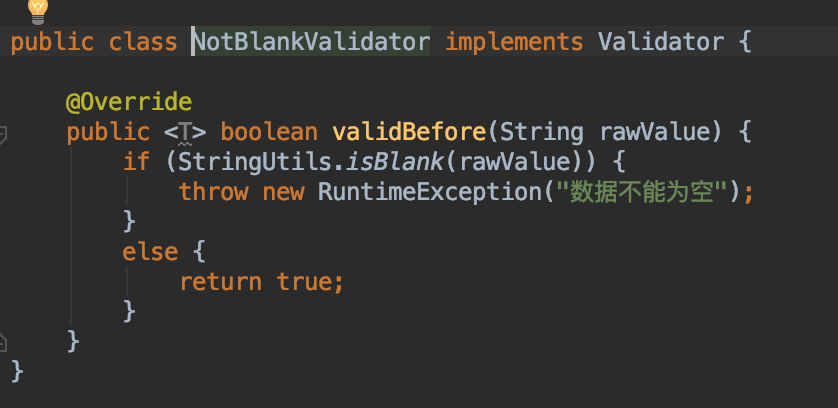 public class NotBlankValidator implements Validator {
@Override
public <T> boolean validBefore(String rawValue) {
if (StringUtils.isBlank(rawValue)) {
throw new RuntimeException("数据不能为空");
}
else {
return true;
}
}
}